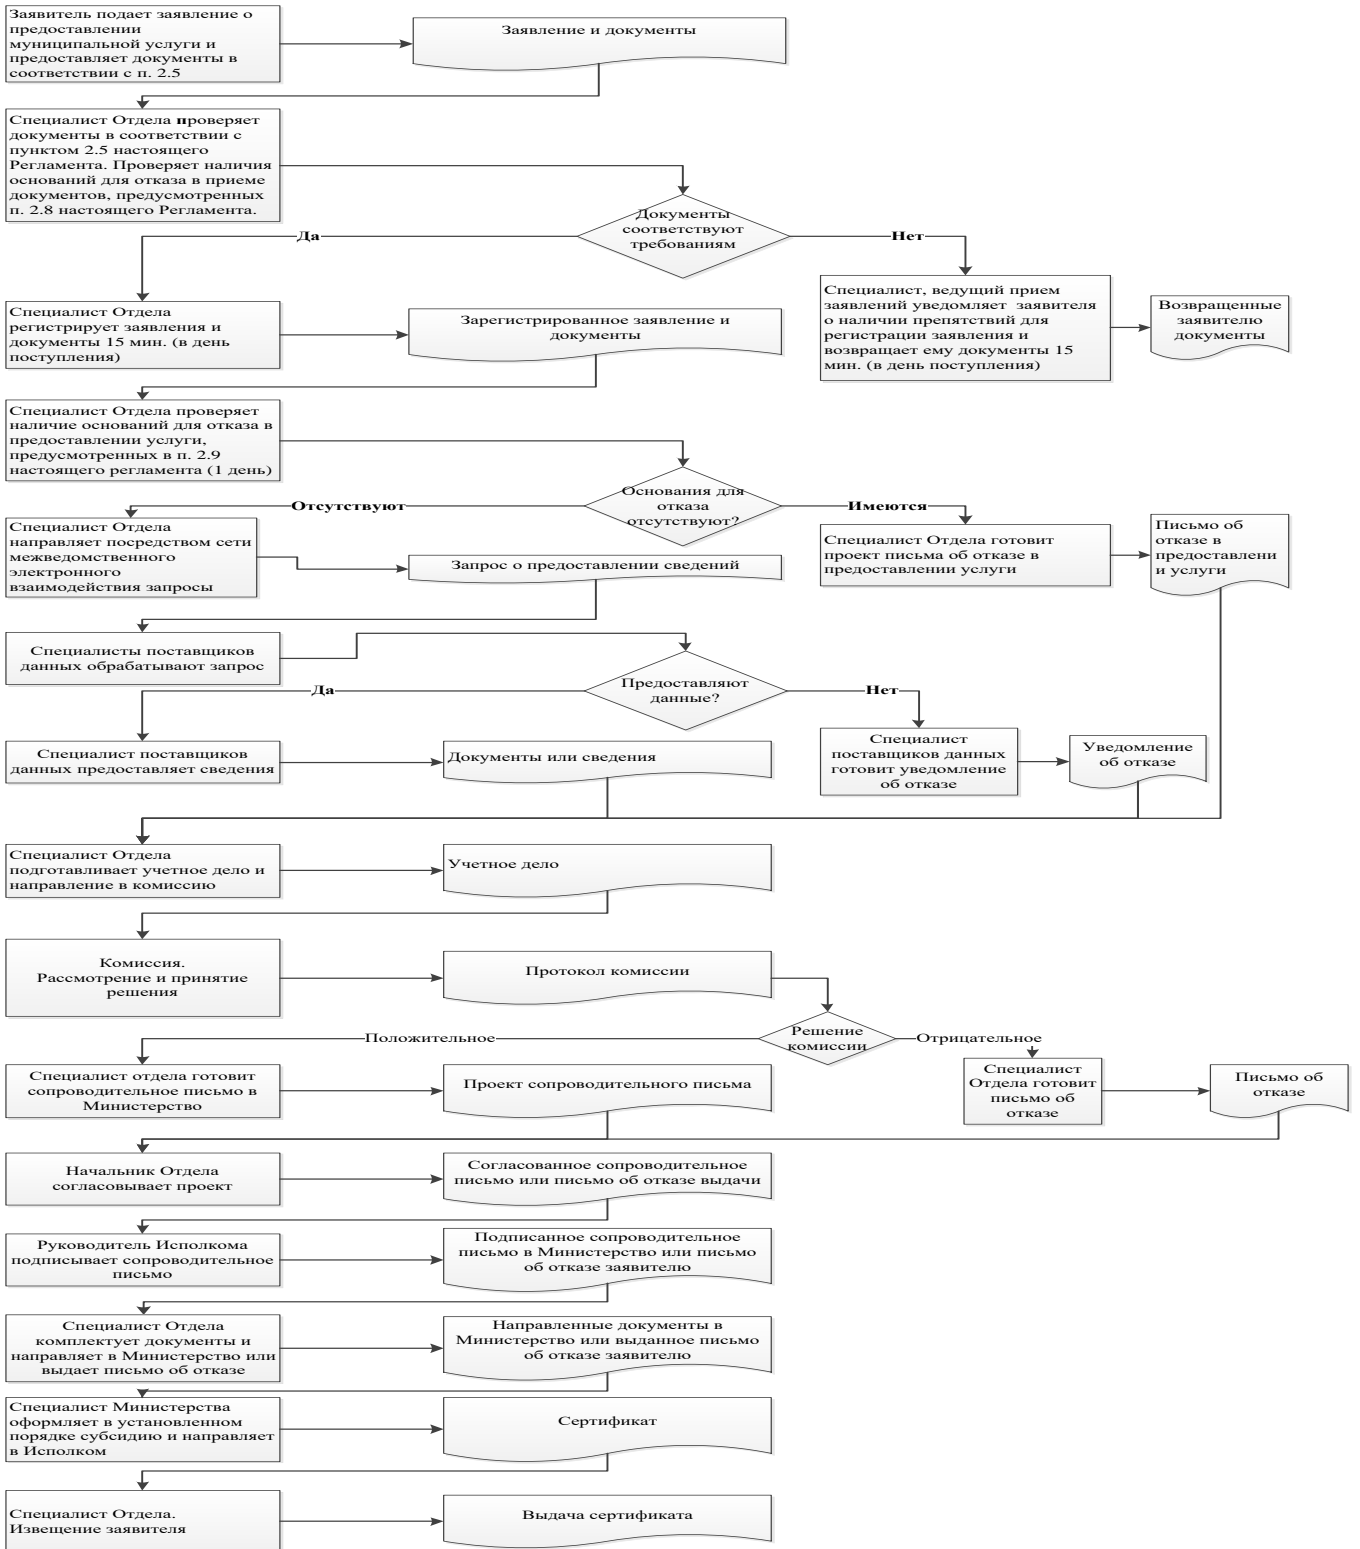 Заявитель подает заявление о
предоставлении
муниципальной услуги и
предоставляет документы в
соответствии с п. 2.5
Заявление и документы
Специалист Отдела проверяет
документы в соответствии с
пунктом 2.5 настоящего
Регламента. Проверяет наличия
оснований для отказа в приеме
документов, предусмотренных
п. 2.8 настоящего Регламента.
Документы
соответствуют
требованиям
Да
Нет
Специалист Отдела
регистрирует заявления и
документы 15 мин. (в день
поступления)
Зарегистрированное заявление и
документы
Специалист, ведущий прием
заявлений уведомляет заявителя
о наличии препятствий для
регистрации заявления и
возвращает ему документы 15
мин. (в день поступления)
Возвращенные
заявителю
документы
Специалист Отдела проверяет
наличие оснований для отказа в
предоставлении услуги,
предусмотренных в п. 2.9
настоящего регламента (1 день)
Основания для
отказа
отсутствуют?
Отсутствуют
Имеются
Специалист Отдела
направляет посредством сети
межведомственного
электронного
взаимодействия запросы
Запрос о предоставлении сведений
Специалист Отдела готовит
проект письма об отказе в
предоставлении услуги
Письмо об
отказе в
предоставлени
и услуги
Специалисты поставщиков
данных обрабатывают запрос
Предоставляют
данные?
Да
Нет
Специалист поставщиков
данных предоставляет сведения
Документы или сведения
Специалист
поставщиков данных
готовит уведомление
об отказе
Уведомление
об отказе
Специалист Отдела
подготавливает учетное дело и
направление в комиссию
Учетное дело
Комиссия.
Рассмотрение и принятие
решения
Протокол комиссии
Решение
комиссии
Положительное
Отрицательное
Специалист отдела готовит
сопроводительное письмо в
Министерство
Проект сопроводительного письма
Специалист
Отдела готовит
письмо об
отказе
Письмо об
отказе
Начальник Отдела
согласовывает проект
Согласованное сопроводительное
письмо или письмо об отказе выдачи
Руководитель Исполкома
подписывает сопроводительное
письмо
Подписанное сопроводительное
письмо в Министерство или письмо
об отказе заявителю
Специалист Отдела
комплектует документы и
направляет в Министерство или
выдает письмо об отказе
Направленные документы в
Министерство или выданное письмо
об отказе заявителю
Специалист Министерства
оформляет в установленном
порядке субсидию и направляет
в Исполком
Сертификат
Специалист Отдела.
Извещение заявителя
Выдача сертификата